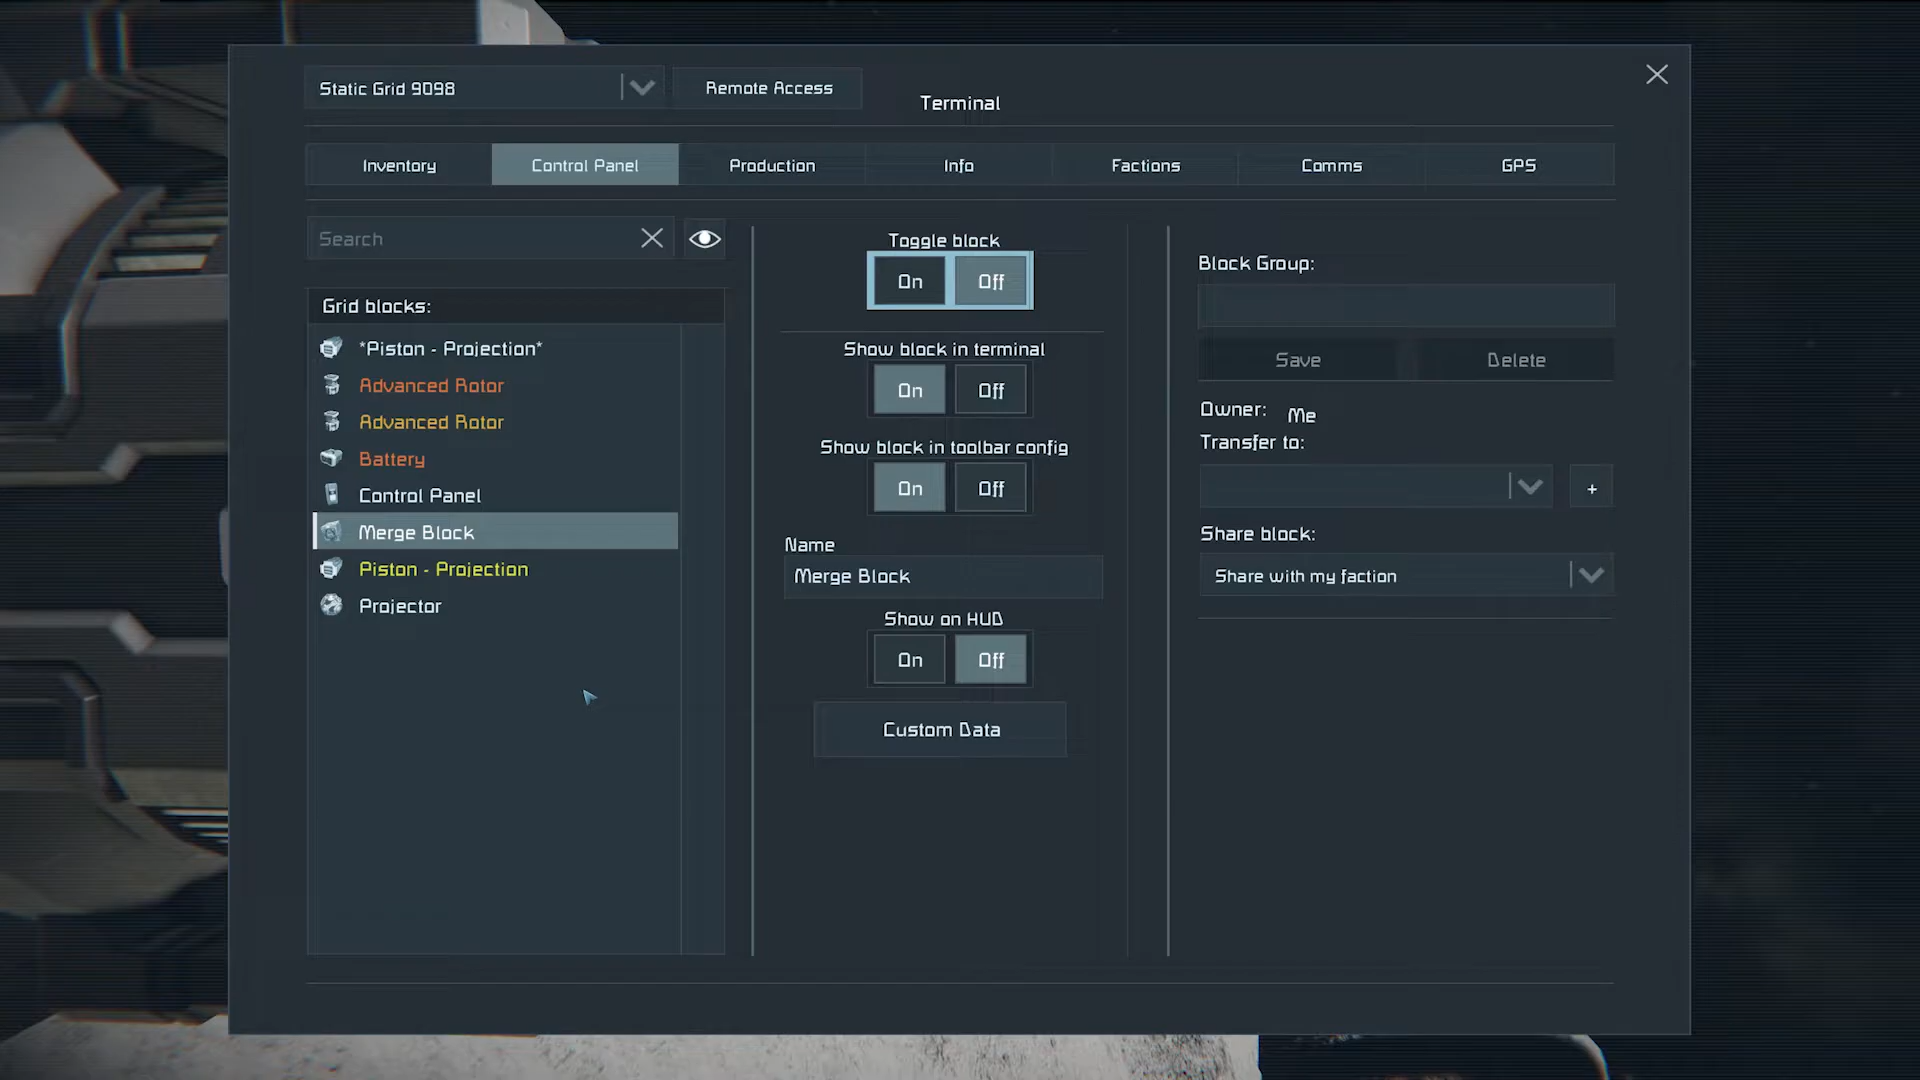 Static Grid 9098
Remote Access
Terminal
Inventory
Control Panel
Production
Info
Factions
Comms
GPS
Search
Grid blocks:
*Piston - Projection*
Advanced Rotor
Advanced Rotor
Battery
Control Panel
Merge Block
Piston - Projection
Projector
Toggle block
On
Off
Show block in terminal
On
Off
Show block in toolbar config
On
Off
Name
Merge Block
Show on HUD
On
Off
Custom Data
Block Group:
Save
Delete
Owner: Me
Transfer to:
+
Share block:
Share with my faction